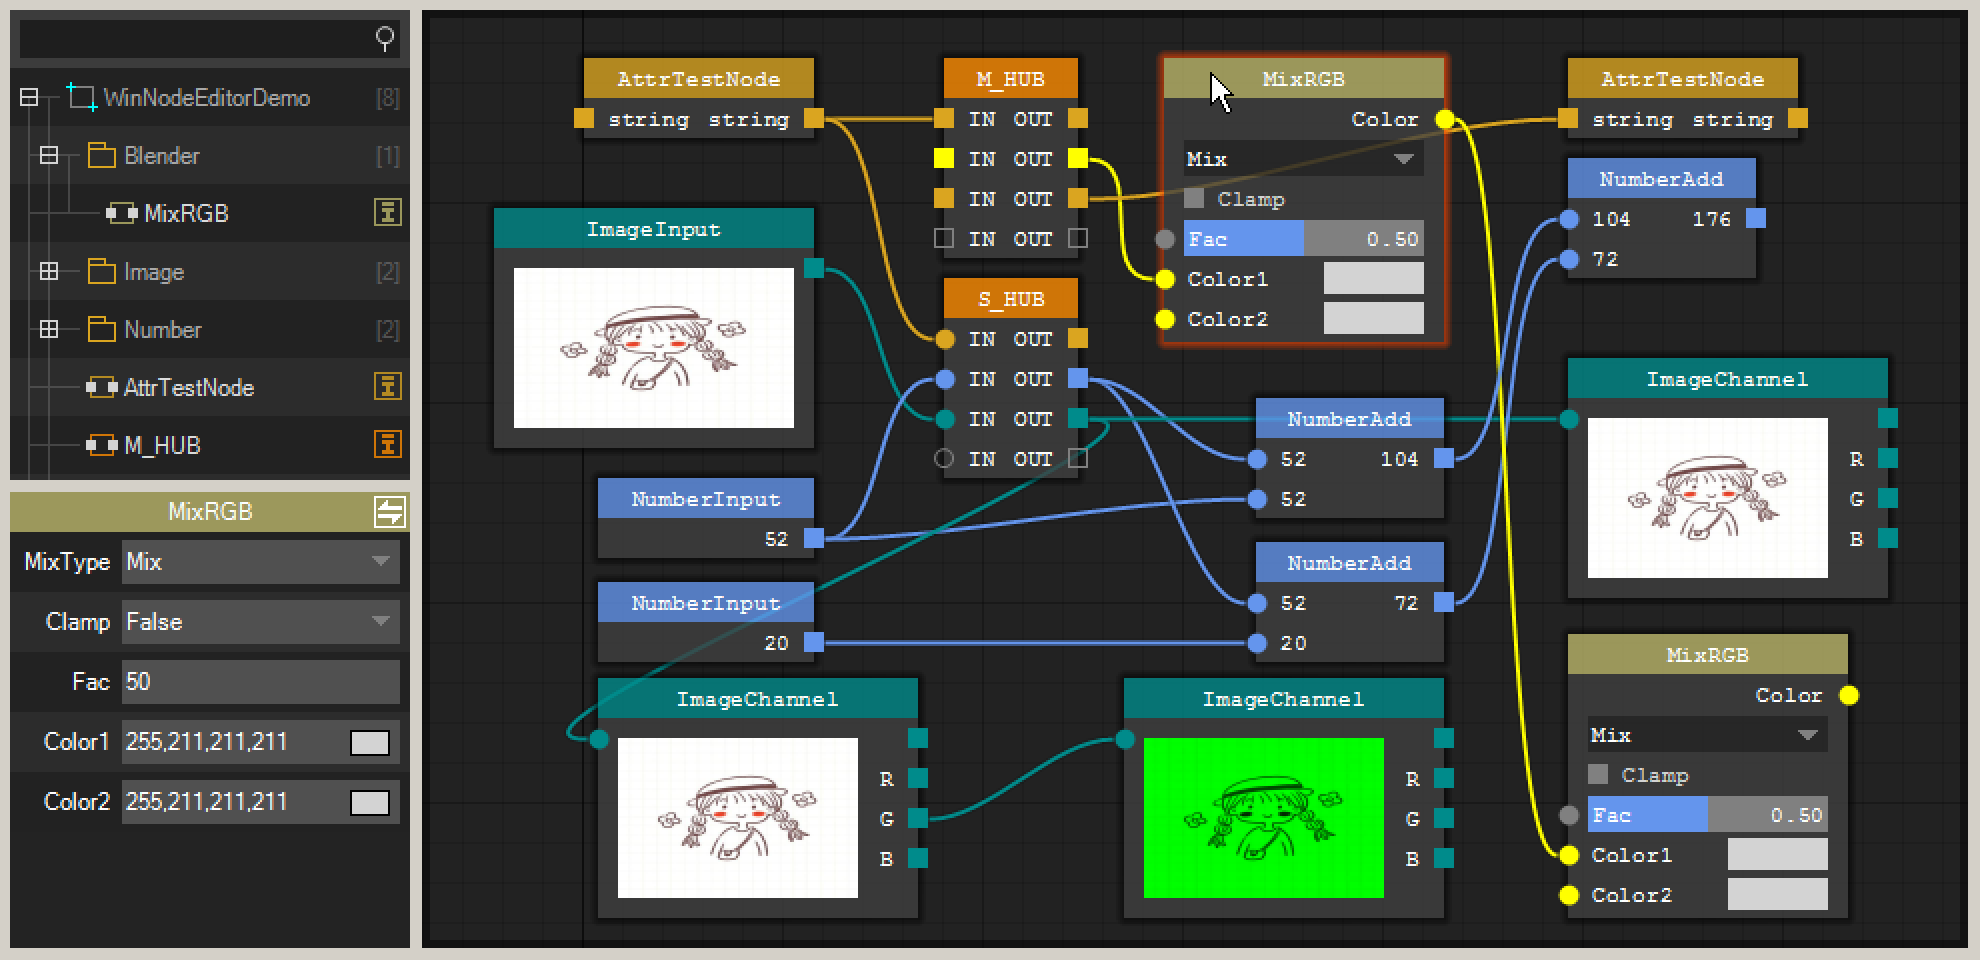 WinNodeEditorDemo [8]
Blender [1]
MixRGB
Image [2]
Number [2]
AttrTestNode
M_HUB
MixRGB
MixType Mix
Clamp False
Fac 50
Color1 255,211,211,211
Color2 255,211,211,211
AttrTestNode
string string
ImageInput
NumberInput
52
NumberInput
20
ImageChannel
R
G
B
M_HUB
IN OUT
IN OUT
IN OUT
IN OUT
S_HUB
IN OUT
IN OUT
IN OUT
IN OUT
MixRGB
Color
Mix
Clamp
Fac 0.50
Color1
Color2
NumberAdd
52 104
52
NumberAdd
52 72
20
ImageChannel
R
G
B
AttrTestNode
string string
NumberAdd
104 176
72
ImageChannel
R
G
B
MixRGB
Color
Mix
Clamp
Fac 0.50
Color1
Color2